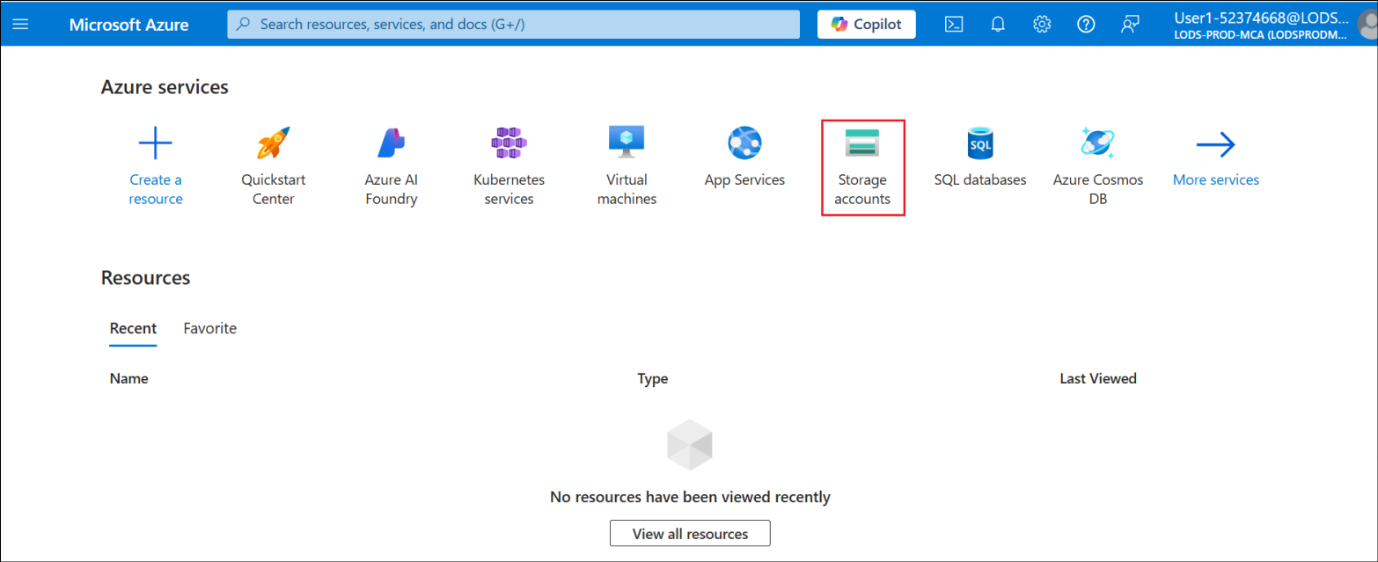 Microsoft Azure
Search resources, services, and docs (G+/)
Copilot
User1-52374668@LODS...
LODS-PROD-MCA (LODSPRODM...
Azure services
Create a
resource
Quickstart
Center
Azure AI
Foundry
Kubernetes
services
Virtual
machines
App Services
Storage
accounts
SQL
SQL databases
Azure Cosmos
DB
More services
Resources
Recent
Favorite
Name
Type
Last Viewed
No resources have been viewed recently
View all resources